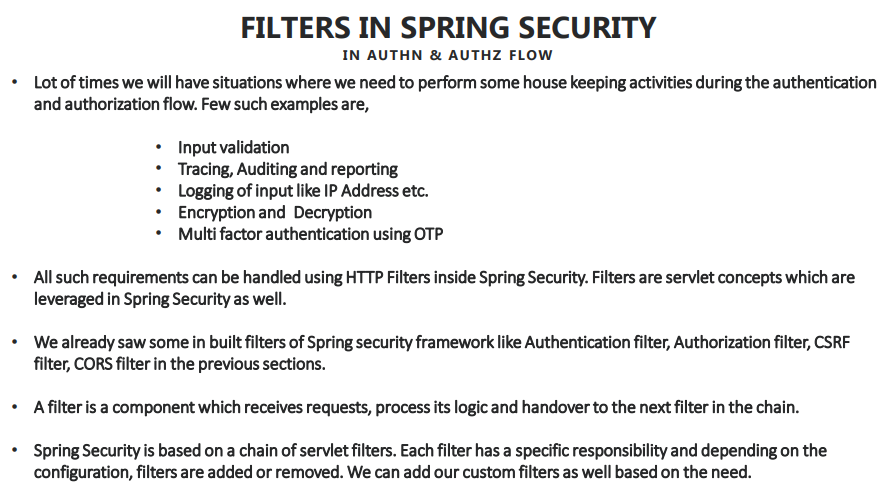 FILTERS IN SPRING SECURITY
IN AUTHN & AUTHZ FLOW
• Lot of times we will have situations where we need to perform some house keeping activities during the authentication
and authorization flow. Few such examples are,
• Input validation
• Tracing, Auditing and reporting
• Logging of input like IP Address etc.
• Encryption and  Decryption
• Multi factor authentication using OTP
• All such requirements can be handled using HTTP Filters inside Spring Security. Filters are servlet concepts which are
leveraged in Spring Security as well.
• We already saw some in built filters of Spring security framework like Authentication filter, Authorization filter, CSRF
filter, CORS filter in the previous sections.
• A filter is a component which receives requests, process its logic and handover to the next filter in the chain.
• Spring Security is based on a chain of servlet filters. Each filter has a specific responsibility and depending on the
configuration, filters are added or removed. We can add our custom filters as well based on the need.